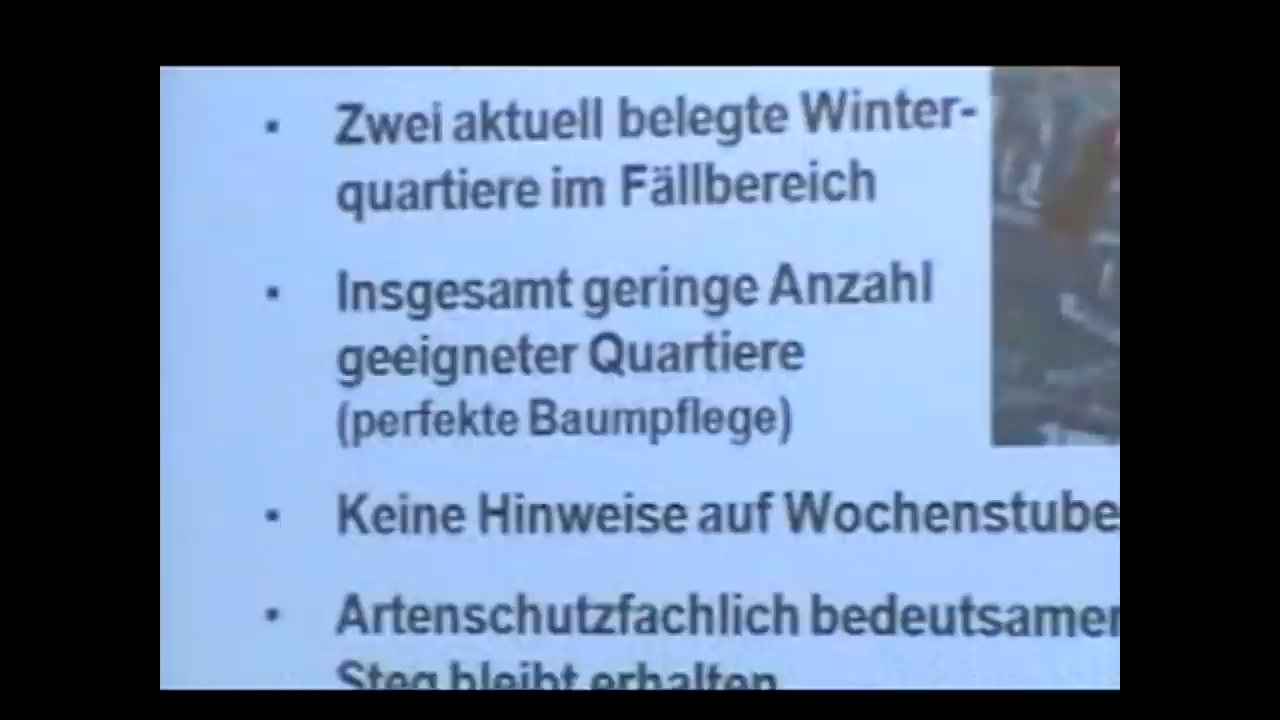 Zwei aktuell belegte Winter-
quartiere im Fällbereich
Insgesamt geringe Anzahl
geeigneter Quartiere
(perfekte Baumpflege)
Keine Hinweise auf Wochenstube
Artenschutzfachlich bedeutsamer
Steg bleibt erhalten